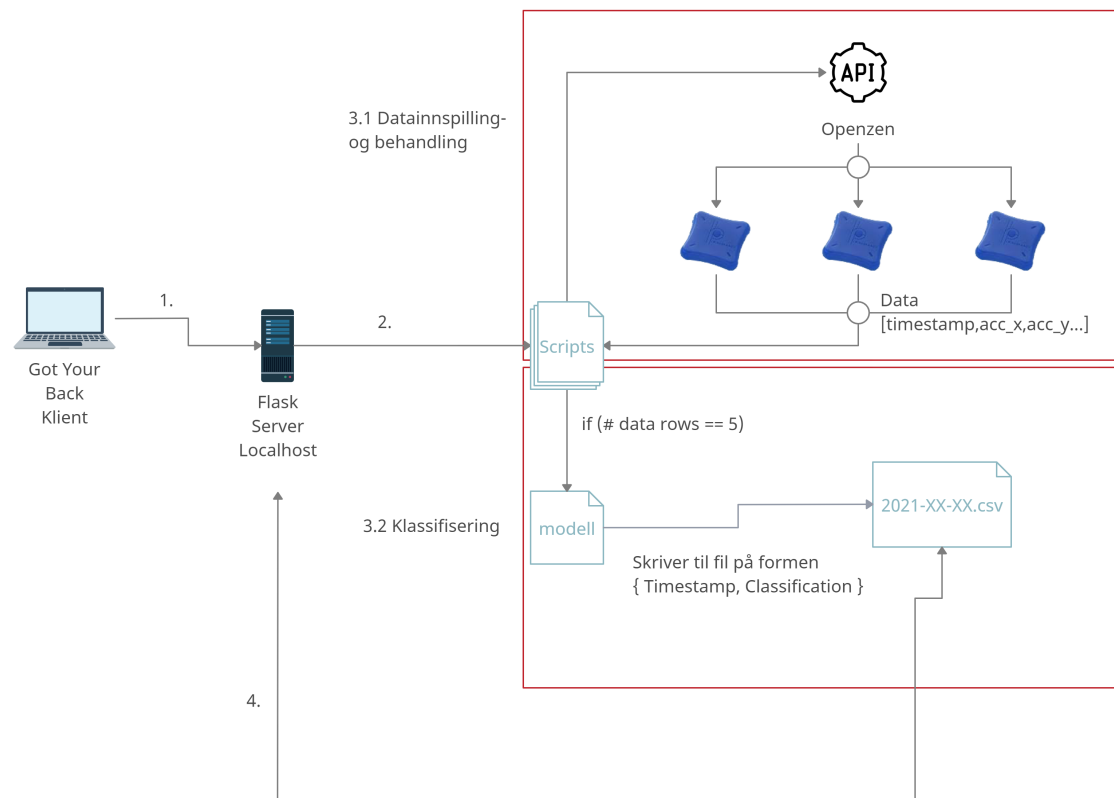 API
Openzen
3.1 Datainnspilling-
og behandling
Data
[timestamp,acc_x,acc_y...]
1.
2.
Scripts
Got Your
Back
Klient
Flask
Server
Localhost
if (# data rows == 5)
3.2 Klassifisering
modell
2021-XX-XX.csv
Skriver til fil på formen
{ Timestamp, Classification }
4.